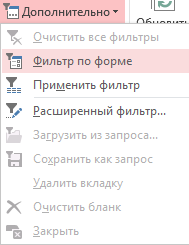 Дополнительно
Обновить
Очистить все фильтры
Фильтр по форме
Применить фильтр
Расширенный фильтр...
Загрузить из запроса...
Сохранить как запрос
Удалить вкладку
Очистить бланк
Закрыть